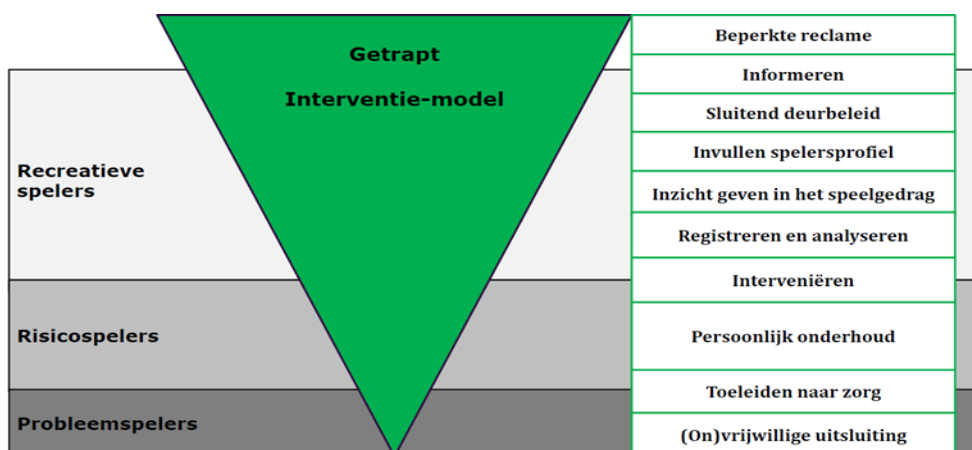 Getrapt
Interventie-model
Recreatieve
spelers
Risicospelers
Probleemspelers
Beperkte reclame
Informeren
Sluitend deurbeleid
Invullen spelersprofiel
Inzicht geven in het speelgedrag
Registreren en analyseren
Interveniëren
Persoonlijk onderhoud
Toeleiden naar zorg
(On)vrijwillige uitsluiting